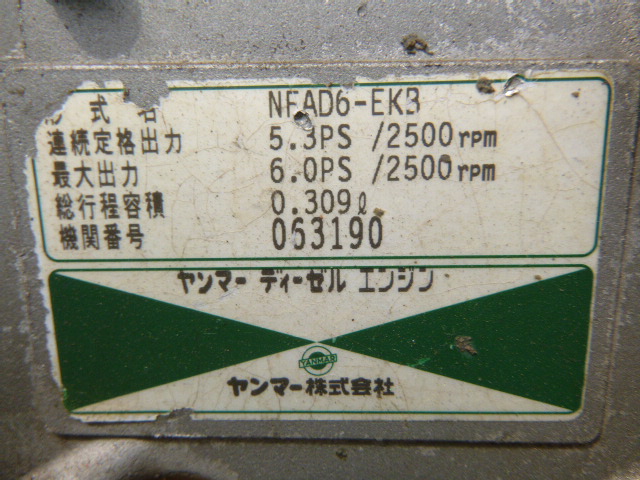 形式名 NFAD6-EK3
連続定格出力 5.3PS /2500rpm
最大出力 6.0PS /2500rpm
総行程容積 0.309ℓ
機関番号 063190
ヤンマー ディーゼル エンジン
YANMAR
ヤンマー株式会社